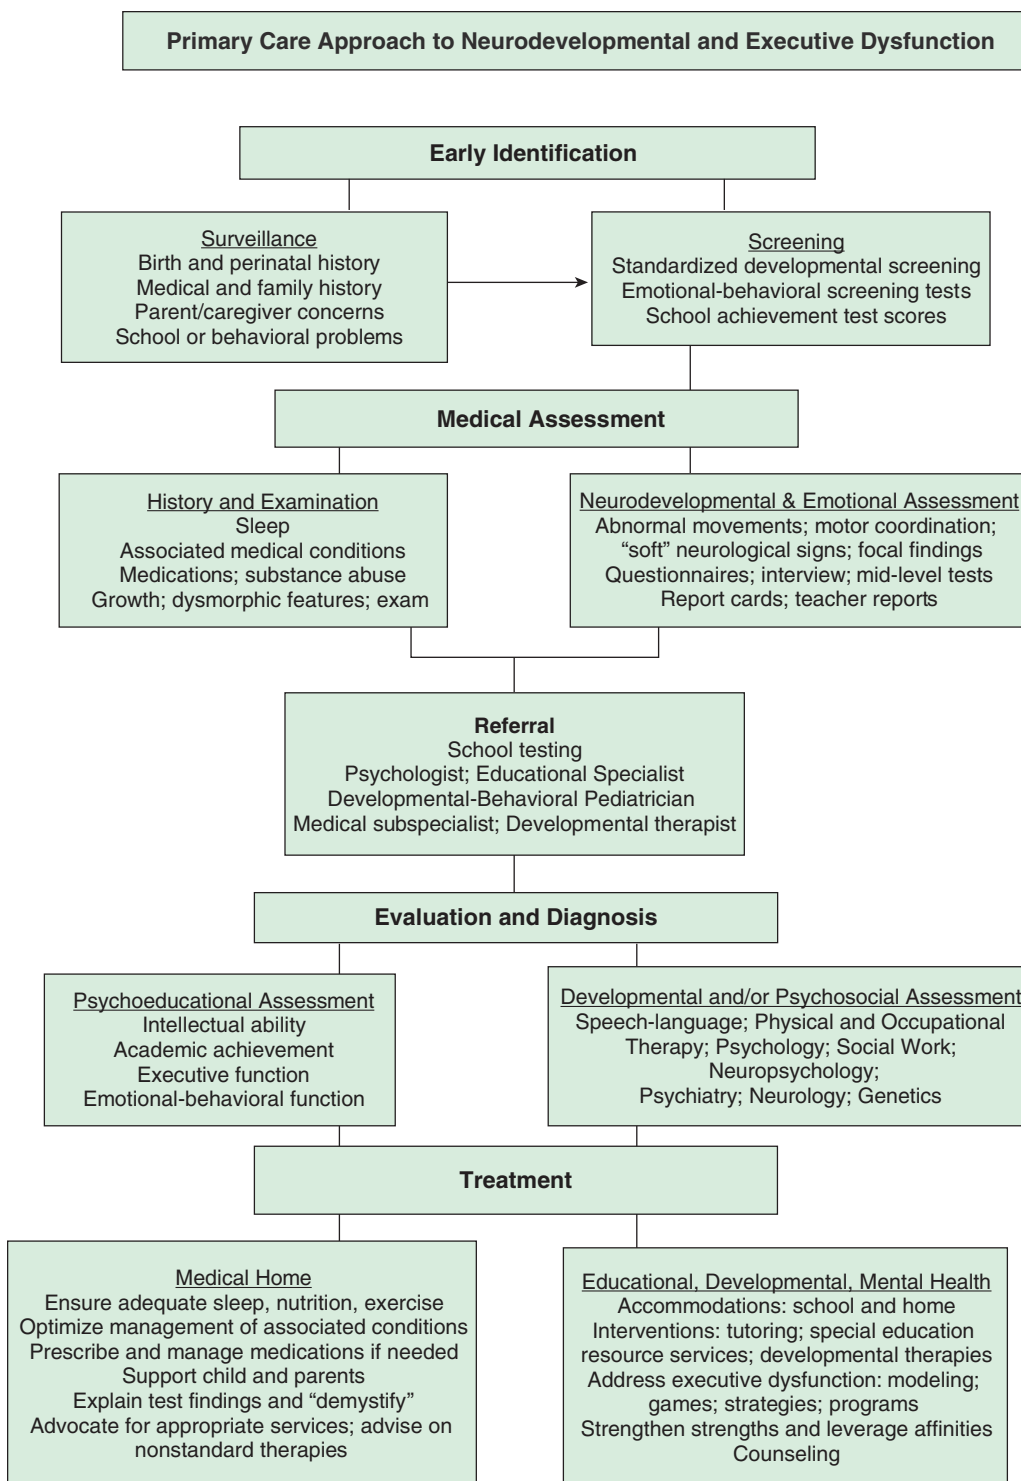 Primary Care Approach to Neurodevelopmental and Executive Dysfunction
Early Identification
Surveillance
Birth and perinatal history
Medical and family history
Parent/caregiver concerns
School or behavioral problems
Screening
Standardized developmental screening
Emotional-behavioral screening tests
School achievement test scores
Medical Assessment
History and Examination
Sleep
Associated medical conditions
Medications; substance abuse
Growth; dysmorphic features; exam
Neurodevelopmental & Emotional Assessment
Abnormal movements; motor coordination;
“soft” neurological signs; focal findings
Questionnaires; interview; mid-level tests
Report cards; teacher reports
Referral
School testing
Psychologist; Educational Specialist
Developmental-Behavioral Pediatrician
Medical subspecialist; Developmental therapist
Evaluation and Diagnosis
Psychoeducational Assessment
Intellectual ability
Academic achievement
Executive function
Emotional-behavioral function
Developmental and/or Psychosocial Assessment
Speech-language; Physical and Occupational
Therapy; Psychology; Social Work;
Neuropsychology;
Psychiatry; Neurology; Genetics
Treatment
Medical Home
Ensure adequate sleep, nutrition, exercise
Optimize management of associated conditions
Prescribe and manage medications if needed
Support child and parents
Explain test findings and “demystify”
Advocate for appropriate services; advise on
nonstandard therapies
Educational, Developmental, Mental Health
Accommodations: school and home
Interventions: tutoring; special education
resource services; developmental therapies
Address executive dysfunction: modeling;
games; strategies; programs
Strengthen strengths and leverage affinities
Counseling